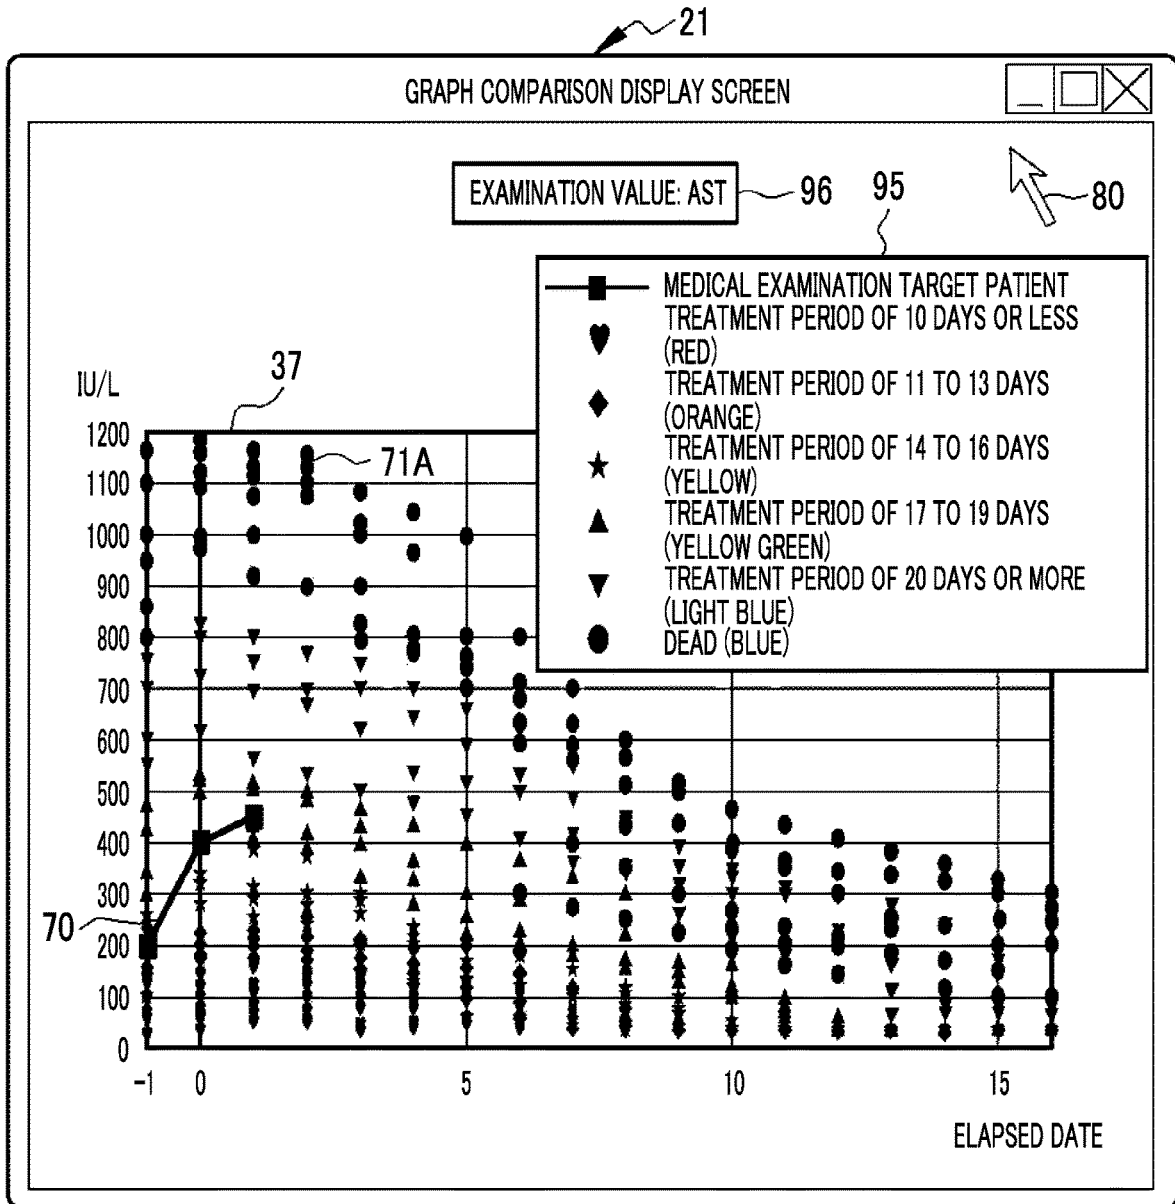 21
GRAPH COMPARISON DISPLAY SCREEN
EXAMINATION VALUE: AST
96
95
80
MEDICAL EXAMINATION TARGET PATIENT
TREATMENT PERIOD OF 10 DAYS OR LESS
(RED)
TREATMENT PERIOD OF 11 TO 13 DAYS
(ORANGE)
TREATMENT PERIOD OF 14 TO 16 DAYS
(YELLOW)
TREATMENT PERIOD OF 17 TO 19 DAYS
(YELLOW GREEN)
TREATMENT PERIOD OF 20 DAYS OR MORE
(LIGHT BLUE)
DEAD (BLUE)
IU/L
37
71A
70
1200
1100
1000
900
800
700
600
500
400
300
200
100
0
-1 0 5 10 15
ELAPSED DATE